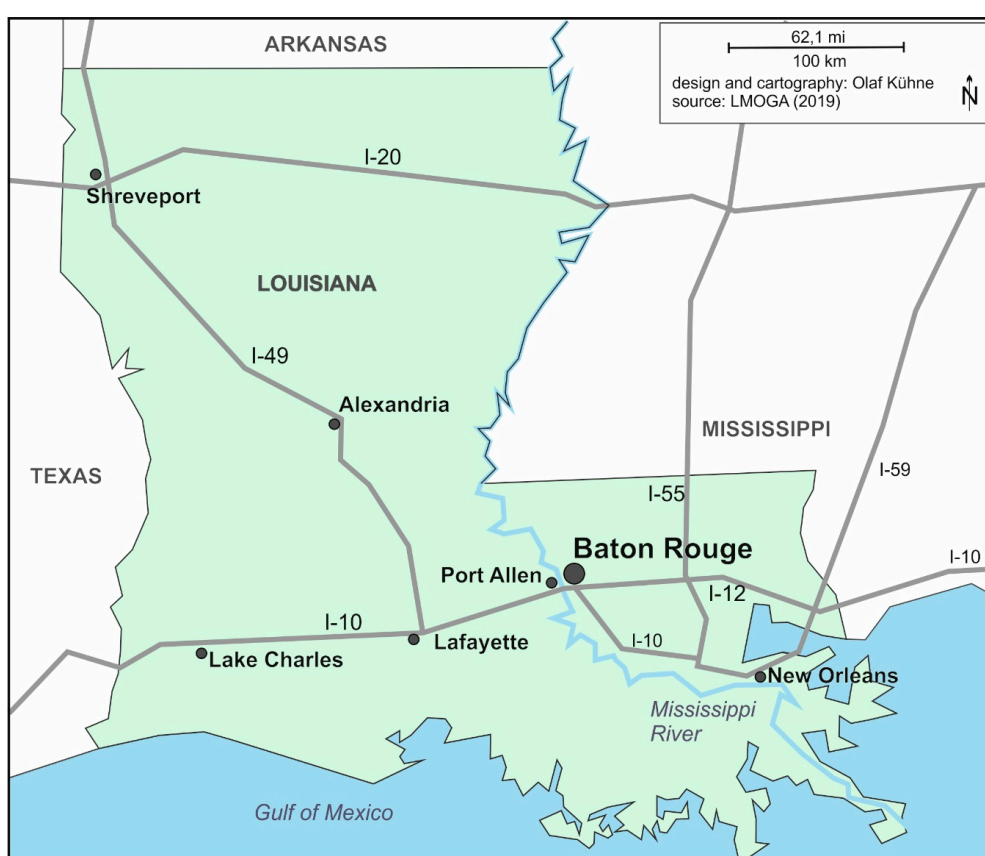 ARKANSAS
62,1 mi
100 km
design and cartography: Olaf Kühne
source: LMOGA (2019)
N
I-20
Shreveport
LOUISIANA
I-49
Alexandria
MISSISSIPPI
TEXAS
I-59
I-55
Baton Rouge
I-10
Port Allen
I-12
I-10
Lafayette
I-10
Lake Charles
New Orleans
Mississippi
River
Gulf of Mexico